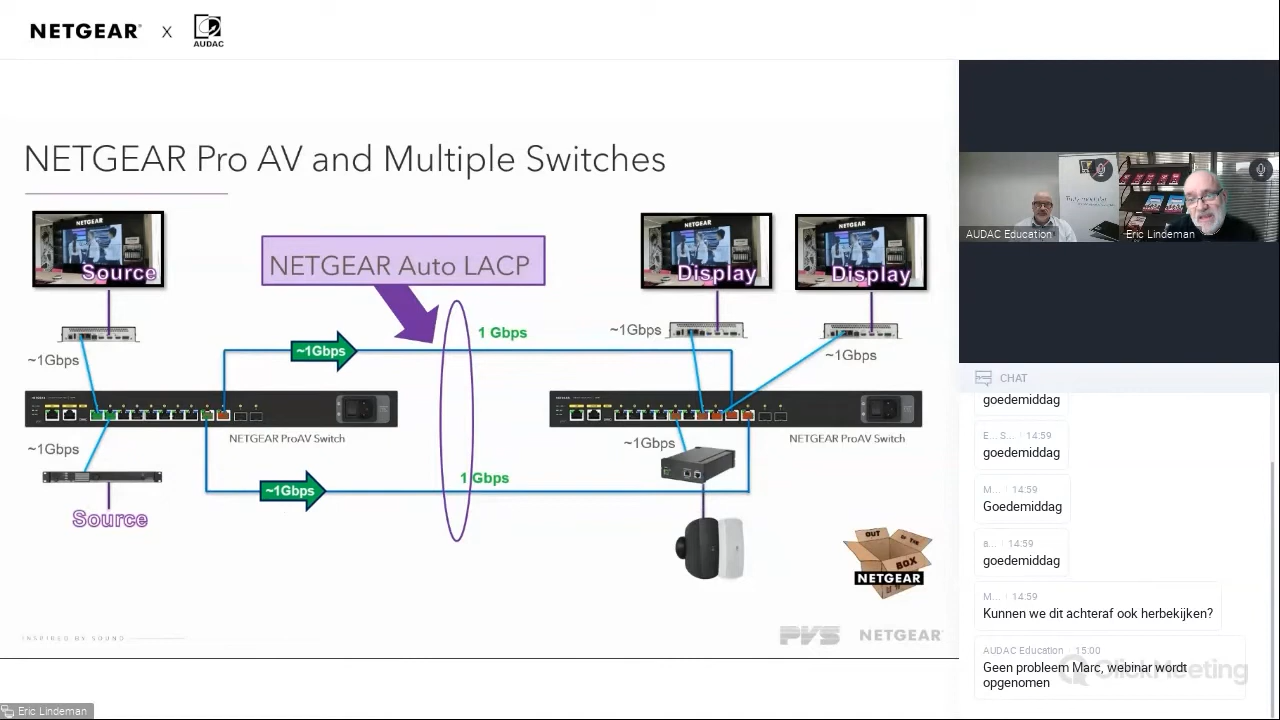 NETGEAR X AUDAC
NETGEAR Pro AV and Multiple Switches
NETGEAR
Source
NETGEAR Auto LACP
NETGEAR
Display
NETGEAR
Display
~1Gbps
~1Gbps
~1Gbps
1 Gbps
~1Gbps
NETGEAR ProAV Switch
NETGEAR ProAV Switch
~1Gbps
~1Gbps
~1Gbps
1 Gbps
Source
OUT OF THE BOX
NETGEAR
INSPIRED BY SOUND
PVS NETGEAR
Eric Lindeman
AUDAC Education
Eric Lindeman
CHAT
goedemiddag
E... S... 14:59
goedemiddag
M... 14:59
Goedemiddag
a... 14:59
goedemiddag
M... 14:59
Kunnen we dit achteraf ook herbekijken?
AUDAC Education 15:00
Geen probleem Marc, webinar wordt
opgenomen
ClickMeeting